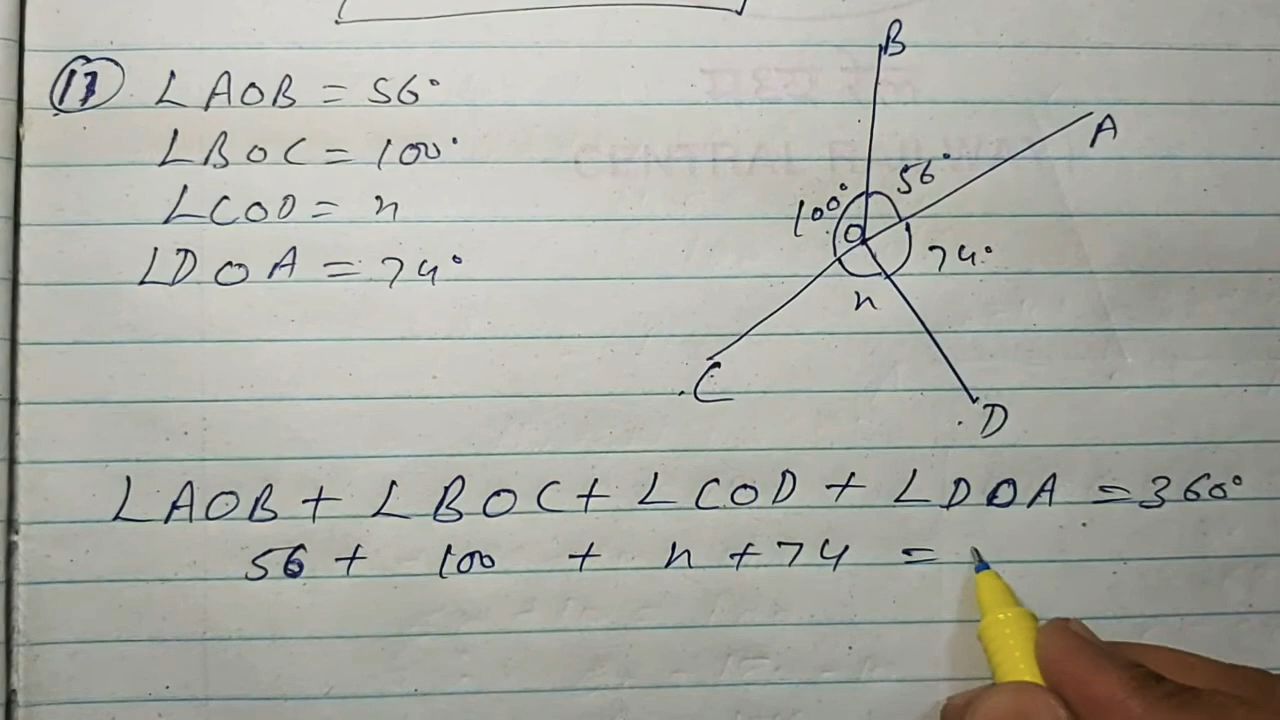 17 ∠AOB = 56°
∠BOC = 100°
∠COD = x
∠DOA = 74°
B
A
56°
100°
O
74°
x
C
D
∠AOB + ∠BOC + ∠COD + ∠DOA = 360°
56 + 100 + x + 74 =